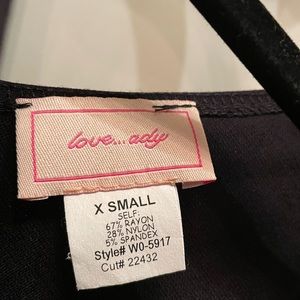 love...ady
X SMALL
SELF:
67% RAYON
28% NYLON
5% SPANDEX
Style# W0-5917
Cut# 22432